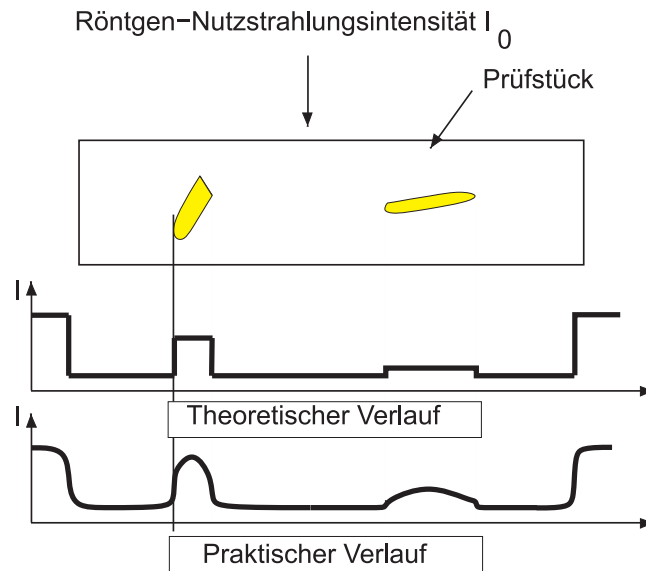 Röntgen−Nutzstrahlungsintensität I0
Prüfstück
I
Theoretischer Verlauf
I
Praktischer Verlauf